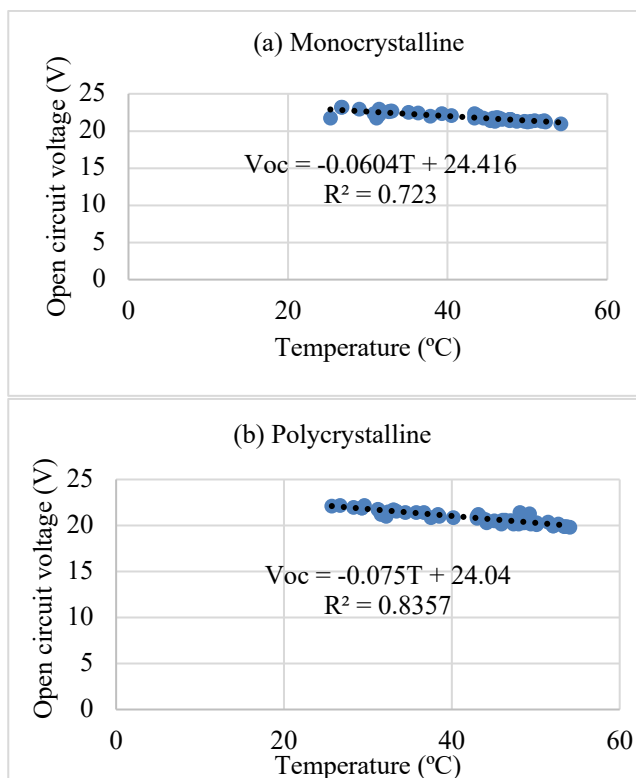 (a) Monocrystalline
Open circuit voltage (V)
25
20
15
10
5
0
Voc = -0.0604T + 24.416
R² = 0.723
0 20 40 60
Temperature (ºC)
(b) Polycrystalline
Open circuit voltage (V)
25
20
15
10
5
0
Voc = -0.075T + 24.04
R² = 0.8357
0 20 40 60
Temperature (ºC)